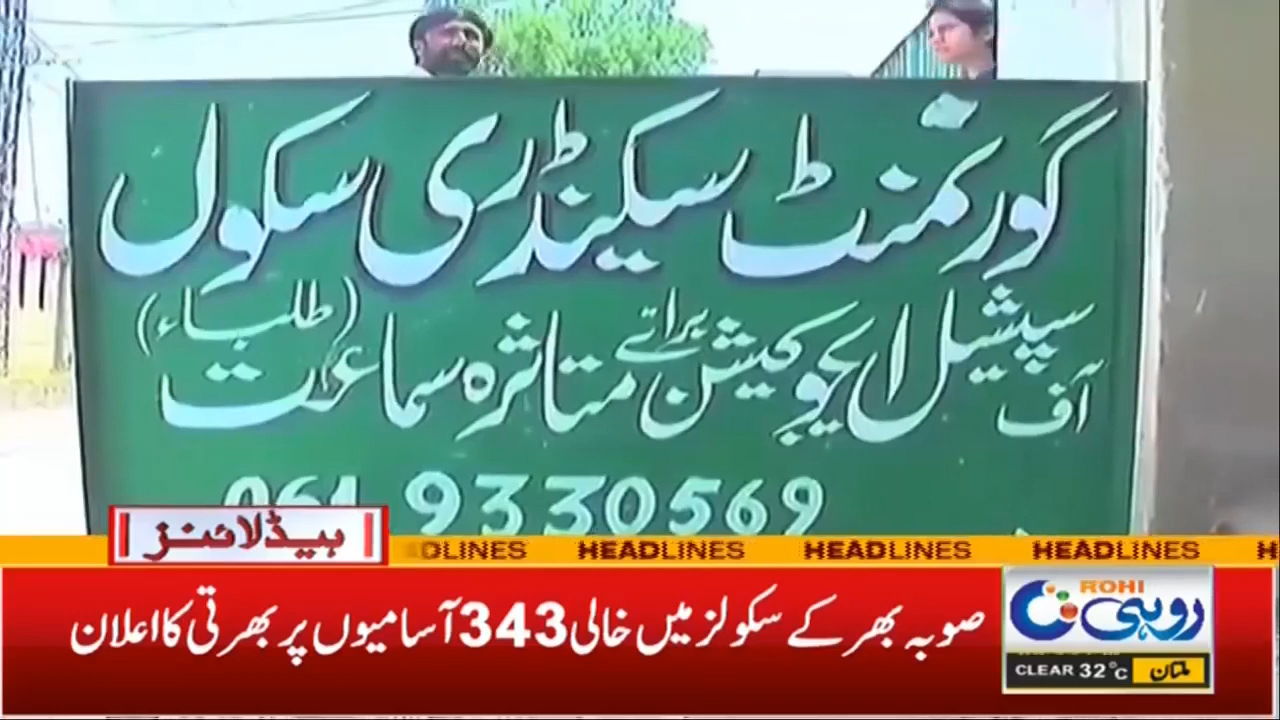 گورنمنٹ سیکنڈری سکول
آف سپیشل ایجوکیشن برائے متاثرہ سماعت (طلباء)
061 9330569
ہیڈلائنز
DLINES HEADLINES HEADLINES HEADLINES H
صوبہ بھر کے سکولز میں خالی 343 آسامیوں پر بھرتی کا اعلان
ROHI
روہی
CLEAR 32°C ملتان